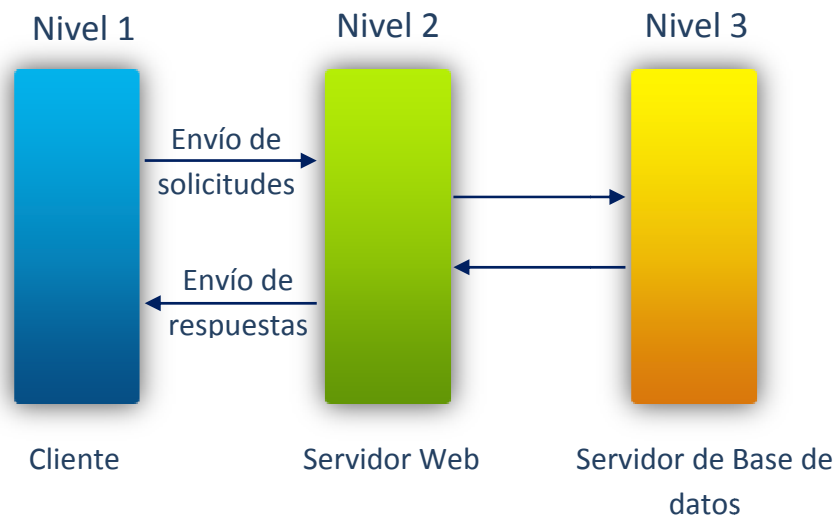 Nivel 1
Nivel 2
Nivel 3
Envío de
solicitudes
Envío de
respuestas
Cliente
Servidor Web
Servidor de Base de
datos